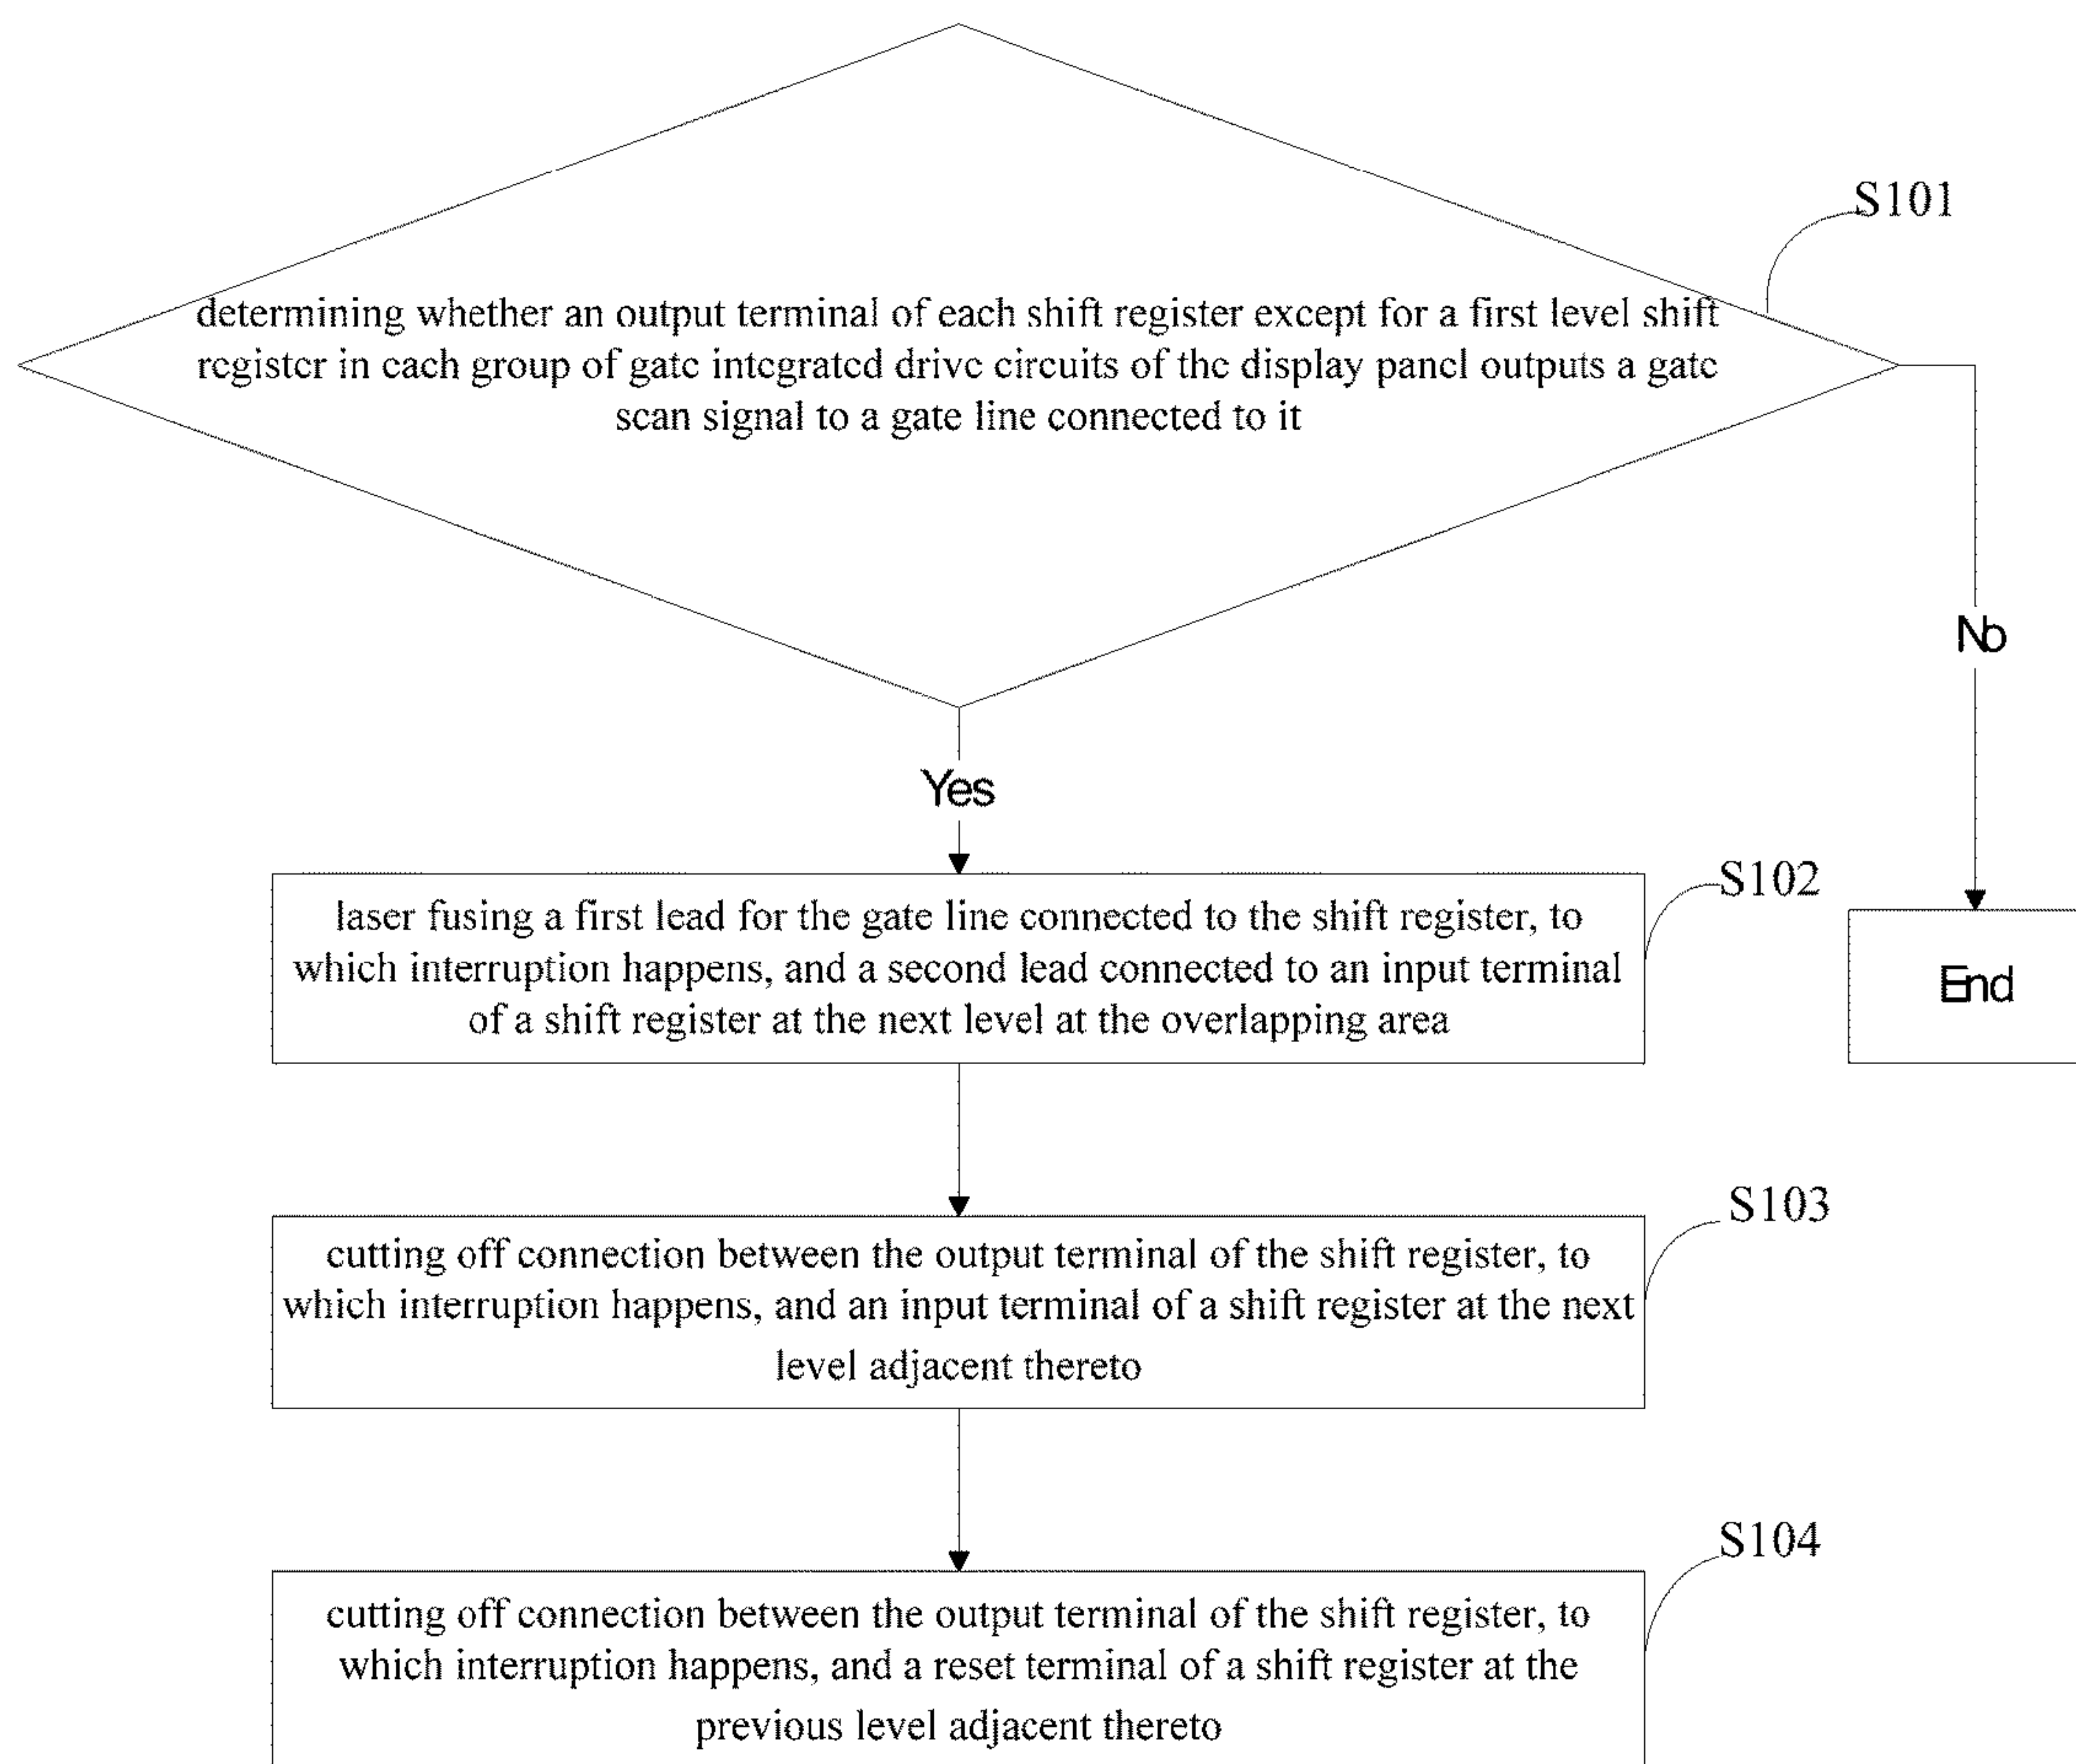 S101
determining whether an output terminal of each shift register except for a first level shift
register in each group of gate integrated drive circuits of the display panel outputs a gate
scan signal to a gate line connected to it
No
Yes
S102
laser fusing a first lead for the gate line connected to the shift register, to
which interruption happens, and a second lead connected to an input terminal
of a shift register at the next level at the overlapping area
End
S103
cutting off connection between the output terminal of the shift register, to
which interruption happens, and an input terminal of a shift register at the next
level adjacent thereto
S104
cutting off connection between the output terminal of the shift register, to
which interruption happens, and a reset terminal of a shift register at the
previous level adjacent thereto